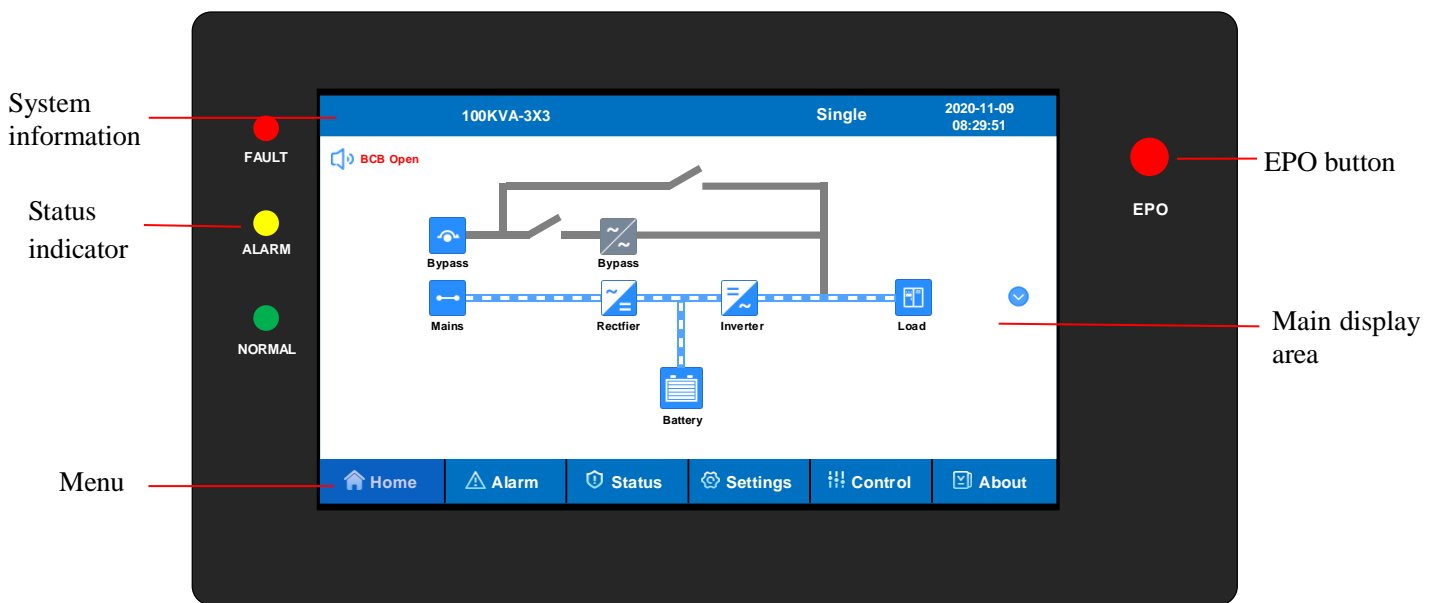 System
information
FAULT
Status
indicator
ALARM
NORMAL
Menu
100KVA-3X3
Single
2020-11-09
08:29:51
BCB Open
Bypass
Bypass
Mains
Rectfier
Inverter
Load
Battery
Home
Alarm
Status
Settings
Control
About
EPO button
EPO
Main display
area